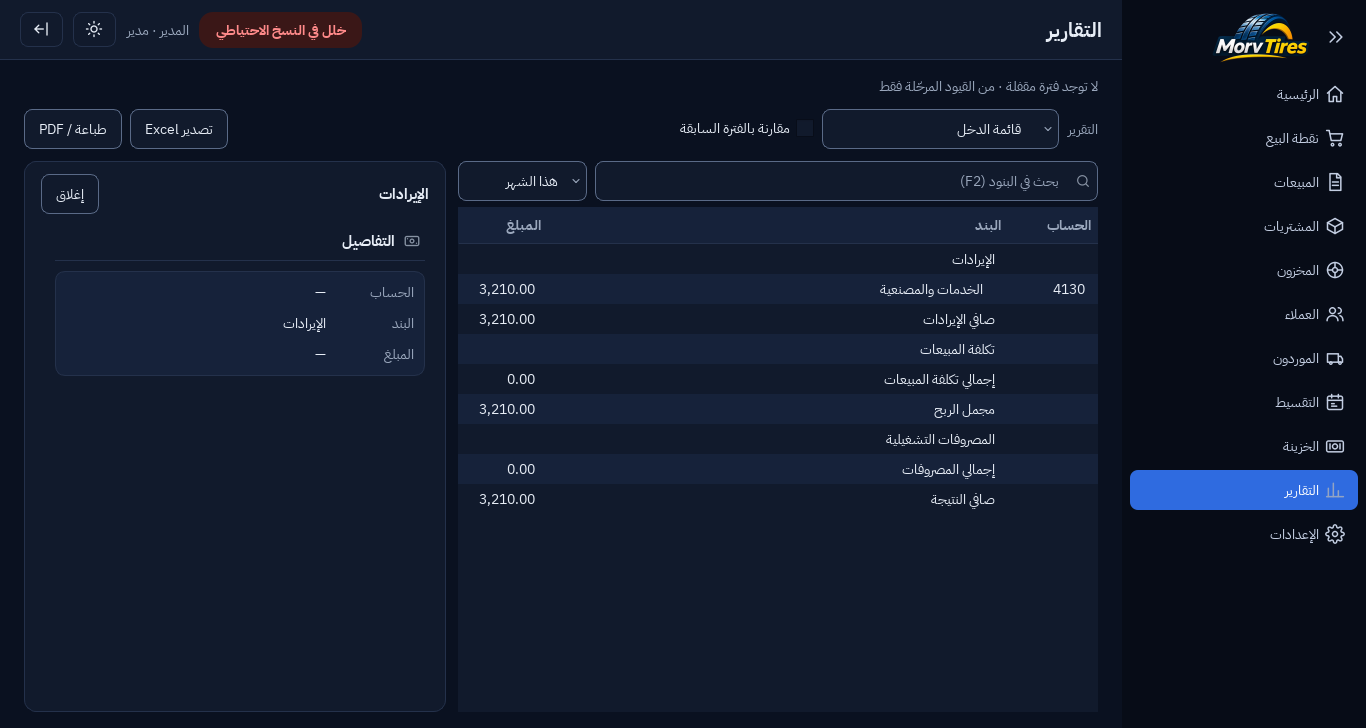 Morv Tires
الرئيسية
نقطة البيع
المبيعات
المشتريات
المخزون
العملاء
الموردون
التقسيط
الخزينة
التقارير
الإعدادات
التقارير
خلل في النسخ الاحتياطي
المدير · مدير
لا توجد فترة مقفلة · من القيود المرحّلة فقط
التقرير
قائمة الدخل
مقارنة بالفترة السابقة
تصدير Excel
طباعة / PDF
بحث في البنود (F2)
هذا الشهر
الحساب البند المبلغ
الإيرادات
4130 الخدمات والمصنعية 3,210.00
صافي الإيرادات 3,210.00
تكلفة المبيعات
إجمالي تكلفة المبيعات 0.00
مجمل الربح 3,210.00
المصروفات التشغيلية
إجمالي المصروفات 0.00
صافي النتيجة 3,210.00
الإيرادات
إغلاق
التفاصيل
الحساب —
البند الإيرادات
المبلغ —